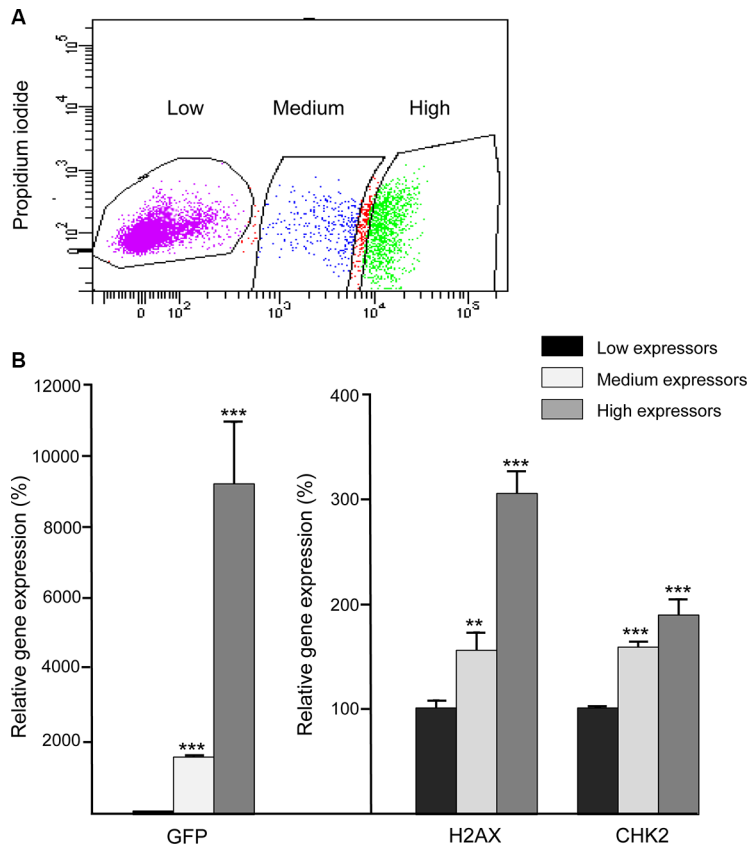 A
Propidium iodide
10^5
10^4
10^3
10^2
0
Low
Medium
High
0
10^2
10^3
10^4
10^5
B
Low expressors
Medium expressors
High expressors
Relative gene expression (%)
12000
10000
8000
6000
4000
2000
***
***
GFP
Relative gene expression (%)
400
300
200
100
**
***
***
***
H2AX
CHK2